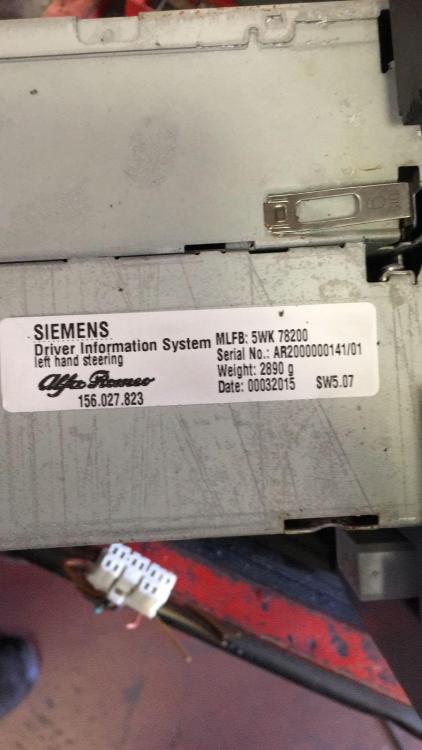 SIEMENS
Driver Information System
left hand steering
Alfa Romeo
156.027.823
MLFB: 5WK 78200
Serial No.: AR2000000141/01
Weight: 2890 g
Date: 00032015 SW5.07